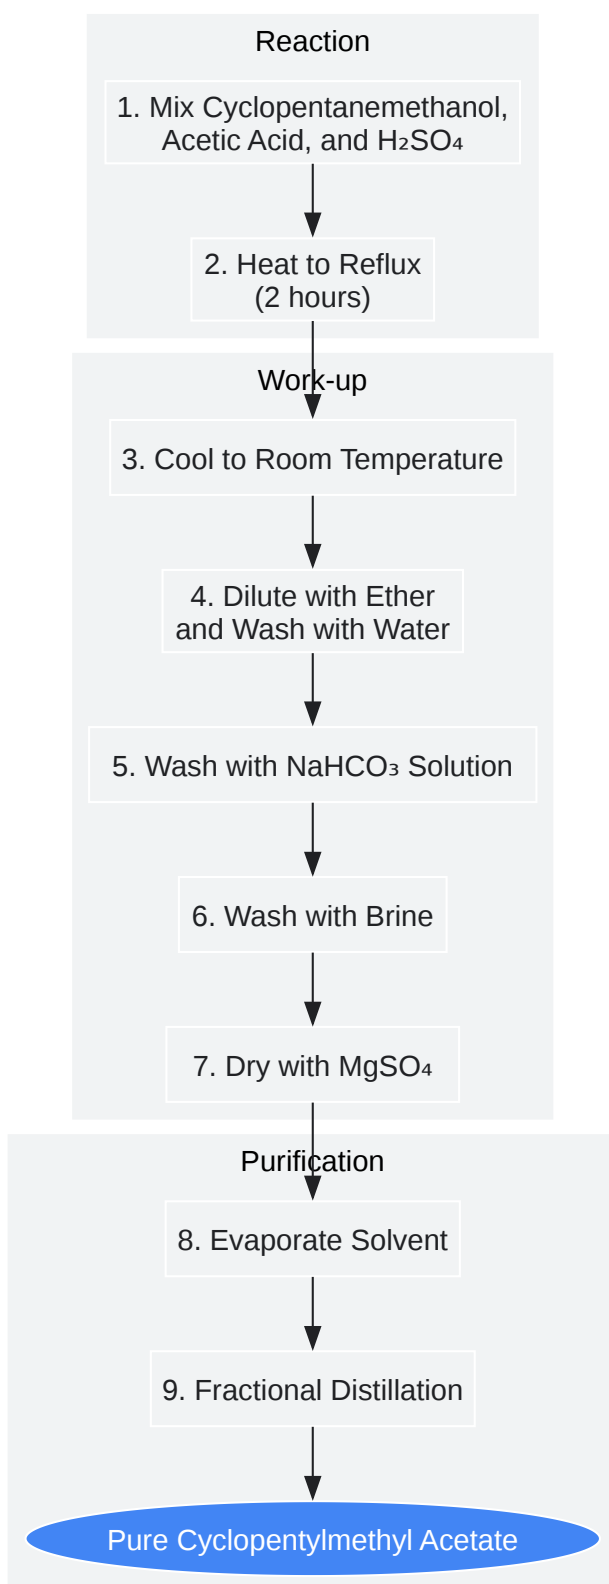 Reaction
1. Mix Cyclopentanemethanol,
Acetic Acid, and H₂SO₄
2. Heat to Reflux
(2 hours)
Work-up
3. Cool to Room Temperature
4. Dilute with Ether
and Wash with Water
5. Wash with NaHCO₃ Solution
6. Wash with Brine
7. Dry with MgSO₄
Purification
8. Evaporate Solvent
9. Fractional Distillation
Pure Cyclopentylmethyl Acetate